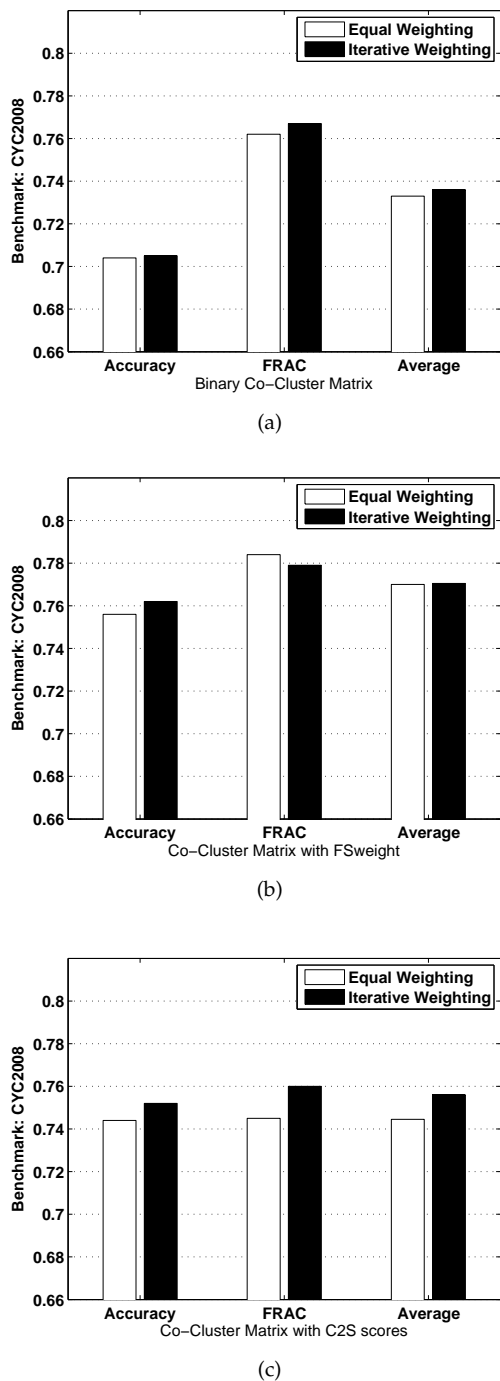 0.8
0.78
0.76
0.74
0.72
0.7
0.68
0.66
Benchmark: CYC2008
Equal Weighting
Iterative Weighting
Accuracy FRAC Average
Binary Co−Cluster Matrix
(a)
0.8
0.78
0.76
0.74
0.72
0.7
0.68
0.66
Benchmark: CYC2008
Equal Weighting
Iterative Weighting
Accuracy FRAC Average
Co−Cluster Matrix with FSweight
(b)
0.8
0.78
0.76
0.74
0.72
0.7
0.68
0.66
Benchmark: CYC2008
Equal Weighting
Iterative Weighting
Accuracy FRAC Average
Co−Cluster Matrix with C2S scores
(c)